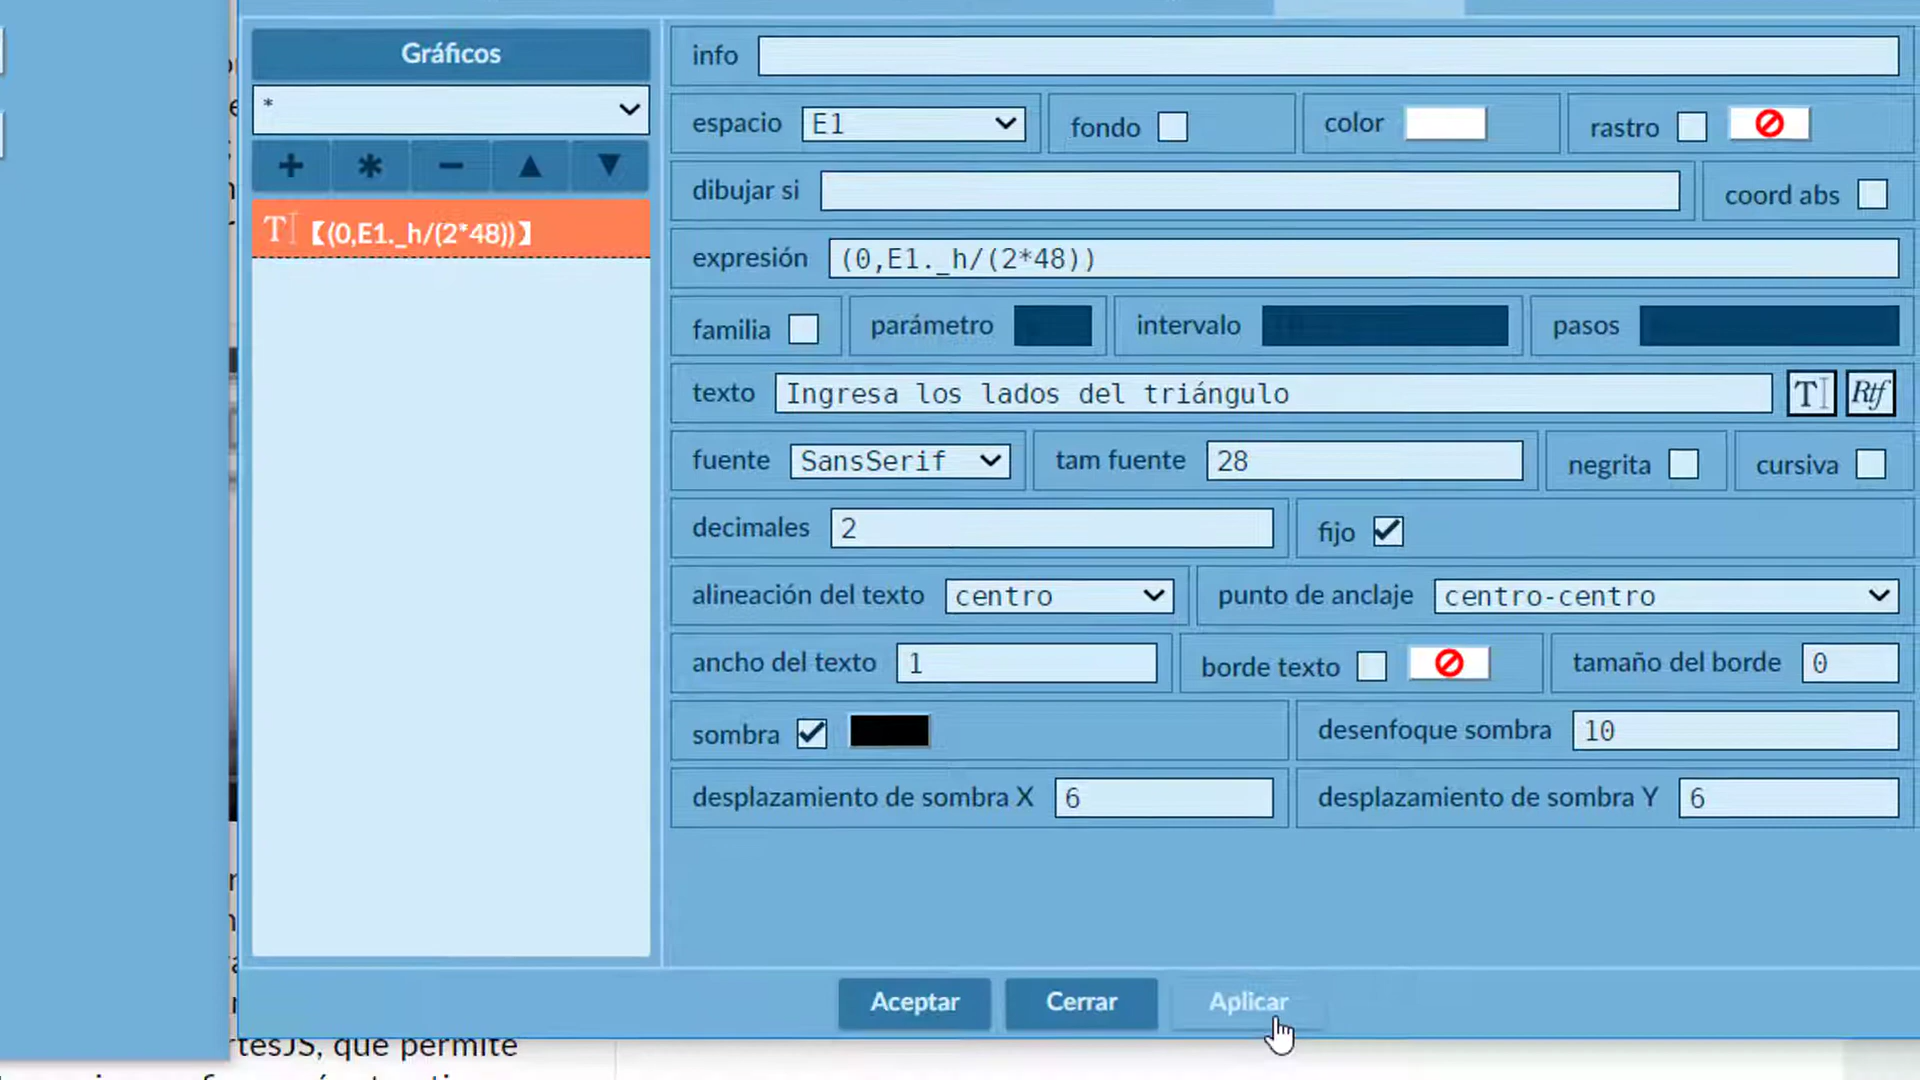 Gráficos
*
T 【(0,E1._h/(2*48))】
info
espacio E1 fondo color rastro
dibujar si coord abs
expresión (0,E1._h/(2*48))
familia parámetro intervalo pasos
texto Ingresa los lados del triángulo T Rtf
fuente SansSerif tam fuente 28 negrita cursiva
decimales 2 fijo
alineación del texto centro punto de anclaje centro-centro
ancho del texto 1 borde texto tamaño del borde 0
sombra desenfoque sombra 10
desplazamiento de sombra X 6 desplazamiento de sombra Y 6
Aceptar Cerrar Aplicar
tesJS, que permite